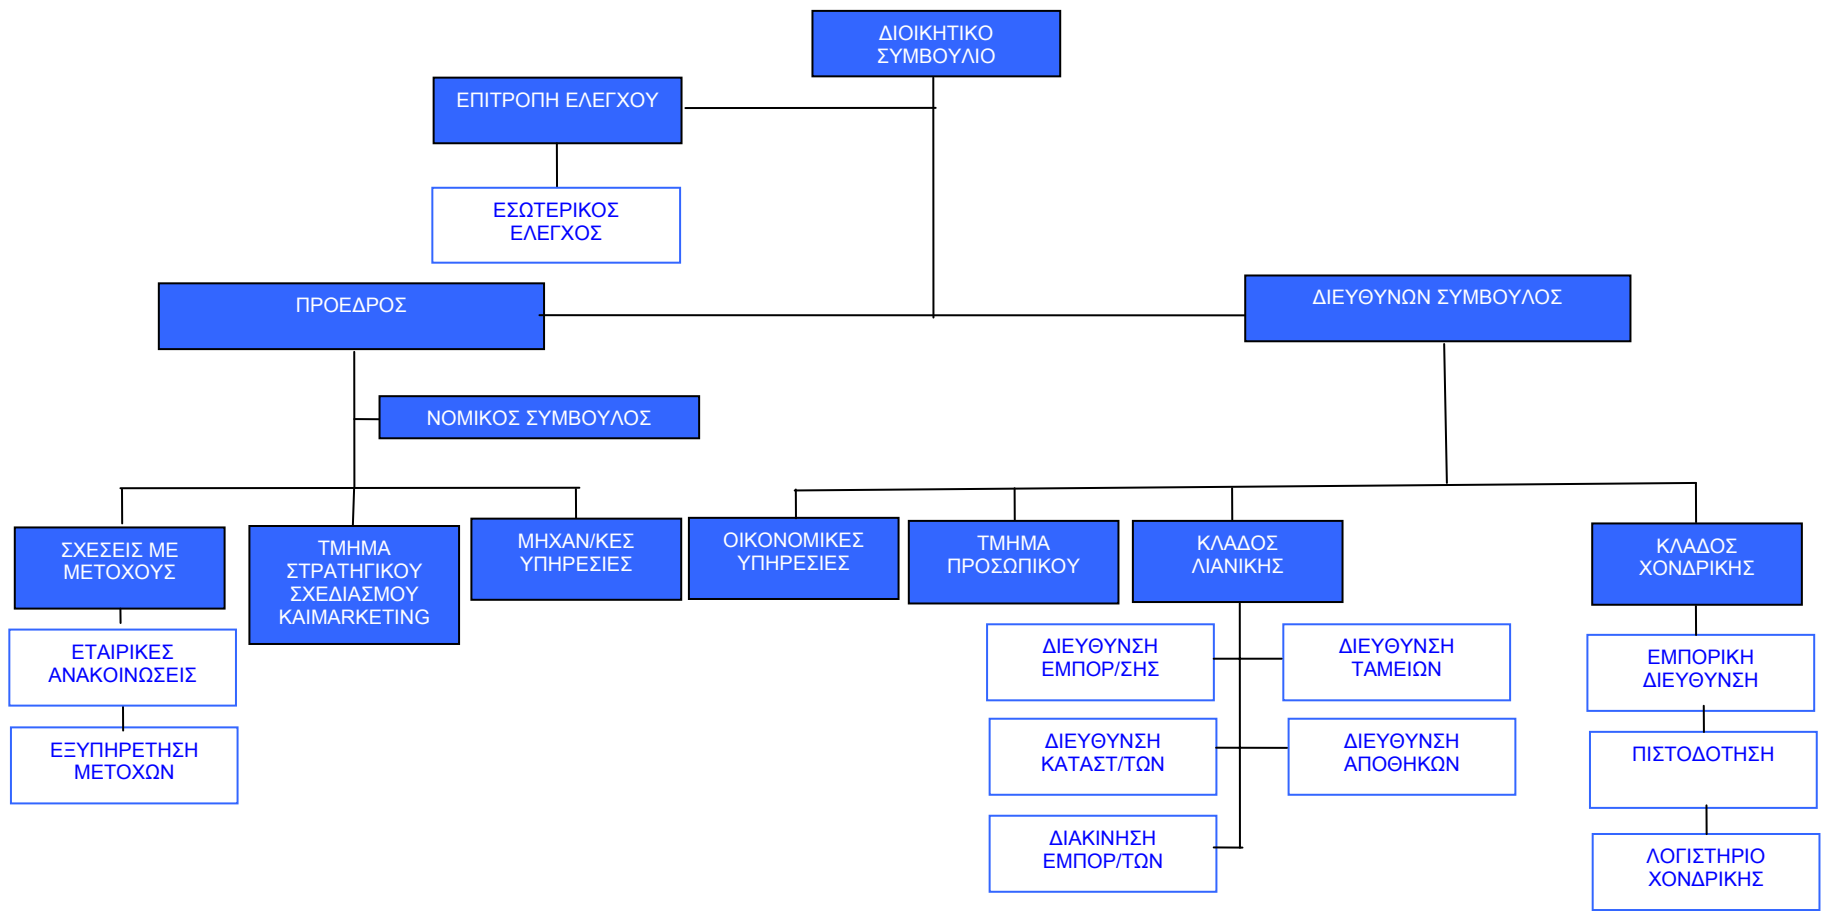 ΔΙΟΙΚΗΤΙΚΟ
ΣΥΜΒΟΥΛΙΟ
ΕΠΙΤΡΟΠΗ ΕΛΕΓΧΟΥ
ΕΣΩΤΕΡΙΚΟΣ
ΕΛΕΓΧΟΣ
ΠΡΟΕΔΡΟΣ
ΔΙΕΥΘΥΝΩΝ ΣΥΜΒΟΥΛΟΣ
ΝΟΜΙΚΟΣ ΣΥΜΒΟΥΛΟΣ
ΣΧΕΣΕΙΣ ΜΕ
ΜΕΤΟΧΟΥΣ
ΤΜΗΜΑ
ΣΤΡΑΤΗΓΙΚΟΥ
ΣΧΕΔΙΑΣΜΟΥ
ΚΑΙMARKETING
ΜΗΧΑΝ/ΚΕΣ
ΥΠΗΡΕΣΙΕΣ
ΟΙΚΟΝΟΜΙΚΕΣ
ΥΠΗΡΕΣΙΕΣ
ΤΜΗΜΑ
ΠΡΟΣΩΠΙΚΟΥ
ΚΛΑΔΟΣ
ΛΙΑΝΙΚΗΣ
ΚΛΑΔΟΣ
ΧΟΝΔΡΙΚΗΣ
ΕΤΑΙΡΙΚΕΣ
ΑΝΑΚΟΙΝΩΣΕΙΣ
ΕΞΥΠΗΡΕΤΗΣΗ
ΜΕΤΟΧΩΝ
ΔΙΕΥΘΥΝΣΗ
ΕΜΠΟΡ/ΣΗΣ
ΔΙΕΥΘΥΝΣΗ
ΤΑΜΕΙΩΝ
ΔΙΕΥΘΥΝΣΗ
ΚΑΤΑΣΤ/ΤΩΝ
ΔΙΕΥΘΥΝΣΗ
ΑΠΟΘΗΚΩΝ
ΔΙΑΚΙΝΗΣΗ
ΕΜΠΟΡ/ΤΩΝ
ΕΜΠΟΡΙΚΗ
ΔΙΕΥΘΥΝΣΗ
ΠΙΣΤΟΔΟΤΗΣΗ
ΛΟΓΙΣΤΗΡΙΟ
ΧΟΝΔΡΙΚΗΣ